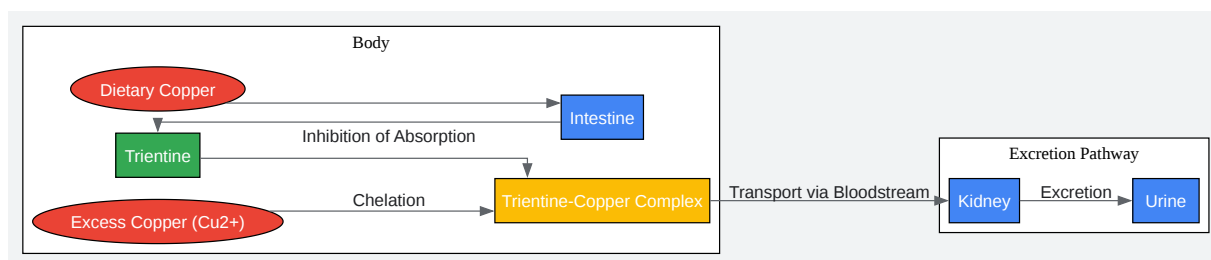 Body
Dietary Copper
Intestine
Inhibition of Absorption
Trientine
Chelation
Trientine-Copper Complex
Excess Copper (Cu2+)
Transport via Bloodstream
Excretion Pathway
Kidney
Excretion
Urine